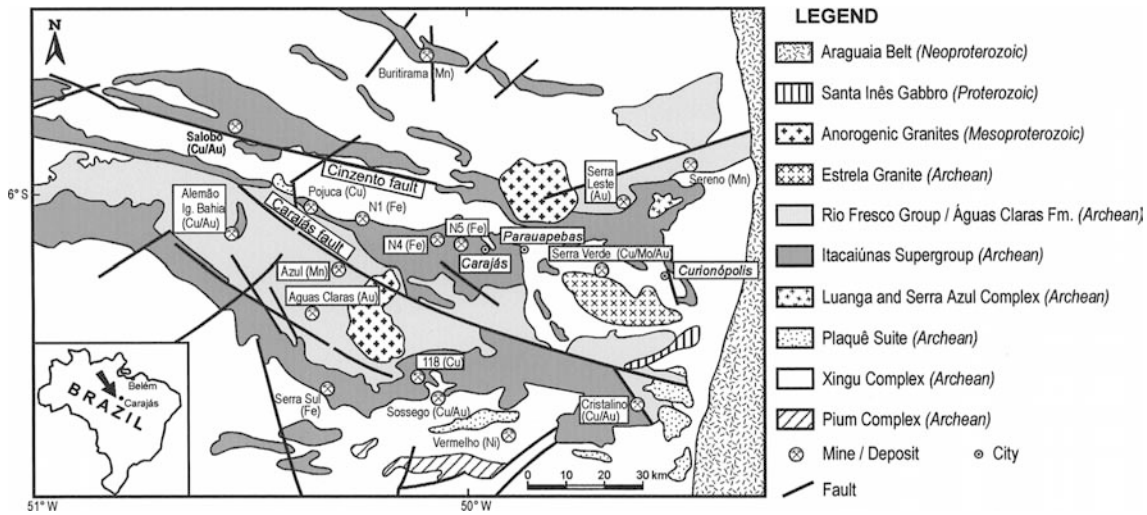 N
Buritirama (Mn)
Salobo
(Cu/Au)
Cinzento fault
6° S
Alemão
Ig. Bahia
(Cu/Au)
Pojuca (Cu)
N1 (Fe)
Carajás fault
Serra
Leste
(Au)
Sereno (Mn)
N5 (Fe)
N4 (Fe)
Parauapebas
Carajás
Serra Verde (Cu/Mo/Au
Curionópolis
Azul (Mn)
Aguas Claras (Au)
118 (Cu)
Serra Sul
(Fe)
Sossego (Cu/Au)
Cristalino
(Cu/Au)
Vermelho (Ni)
BRAZIL
Belém
Carajás
0 10 20 30 km
51° W
50° W
LEGEND
Araguaia Belt (Neoproterozoic)
Santa Inês Gabbro (Proterozoic)
Anorogenic Granites (Mesoproterozoic)
Estrela Granite (Archean)
Rio Fresco Group / Águas Claras Fm. (Archean)
Itacaiúnas Supergroup (Archean)
Luanga and Serra Azul Complex (Archean)
Plaquê Suite (Archean)
Xingu Complex (Archean)
Pium Complex (Archean)
Mine / Deposit
City
Fault